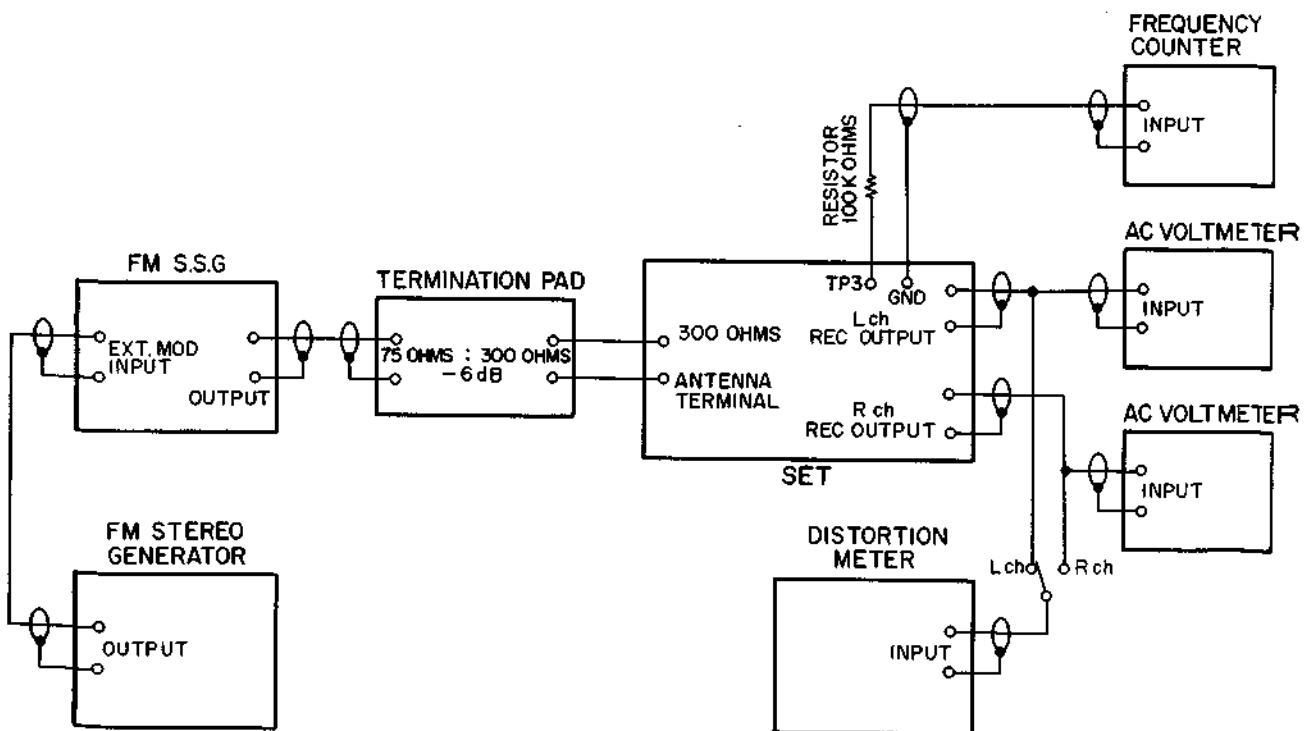 FREQUENCY
COUNTER
INPUT
RESISTOR
100K OHMS
AC VOLTMETER
INPUT
FM S.S.G
EXT. MOD
INPUT
OUTPUT
TERMINATION PAD
75 OHMS : 300 OHMS
-6dB
TP3
GND
300 OHMS
ANTENNA
TERMINAL
L ch
REC OUTPUT
R ch
REC OUTPUT
SET
AC VOLTMETER
INPUT
FM STEREO
GENERATOR
OUTPUT
DISTORTION
METER
INPUT
L ch
R ch